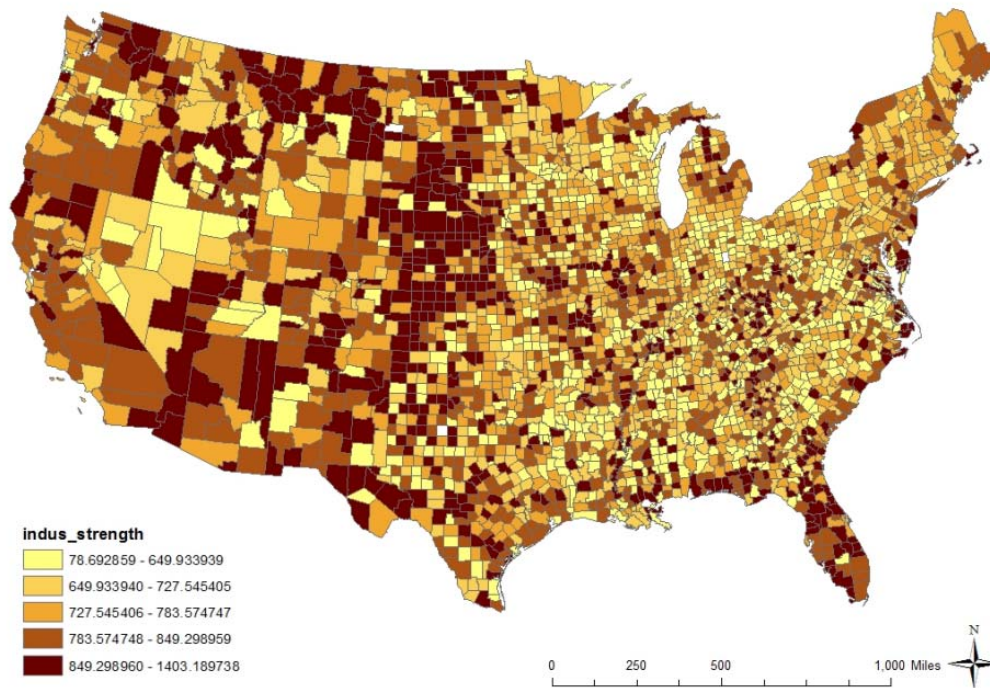 indus_strength
78.692859 - 649.933939
649.933940 - 727.545405
727.545406 - 783.574747
783.574748 - 849.298959
849.298960 - 1403.189738
N
0 250 500 1,000 Miles